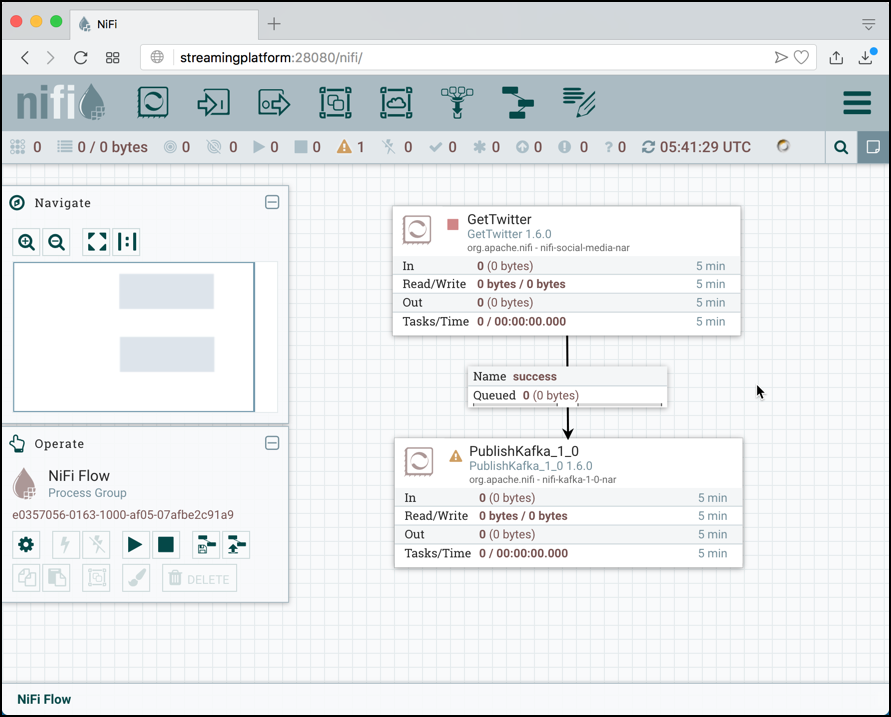 NiFi
streamingplatform:28080/nifi/
nifi
0 0 / 0 bytes 0 0 0 0 1 0 0 0 0 0 ? 0 05:41:29 UTC
Navigate
Operate
NiFi Flow
Process Group
e0357056-0163-1000-af05-07afbe2c91a9
DELETE
GetTwitter
GetTwitter 1.6.0
org.apache.nifi - nifi-social-media-nar
In 0 (0 bytes) 5 min
Read/Write 0 bytes / 0 bytes 5 min
Out 0 (0 bytes) 5 min
Tasks/Time 0 / 00:00:00.000 5 min
Name success
Queued 0 (0 bytes)
PublishKafka_1_0
PublishKafka_1_0 1.6.0
org.apache.nifi - nifi-kafka-1-0-nar
In 0 (0 bytes) 5 min
Read/Write 0 bytes / 0 bytes 5 min
Out 0 (0 bytes) 5 min
Tasks/Time 0 / 00:00:00.000 5 min
NiFi Flow